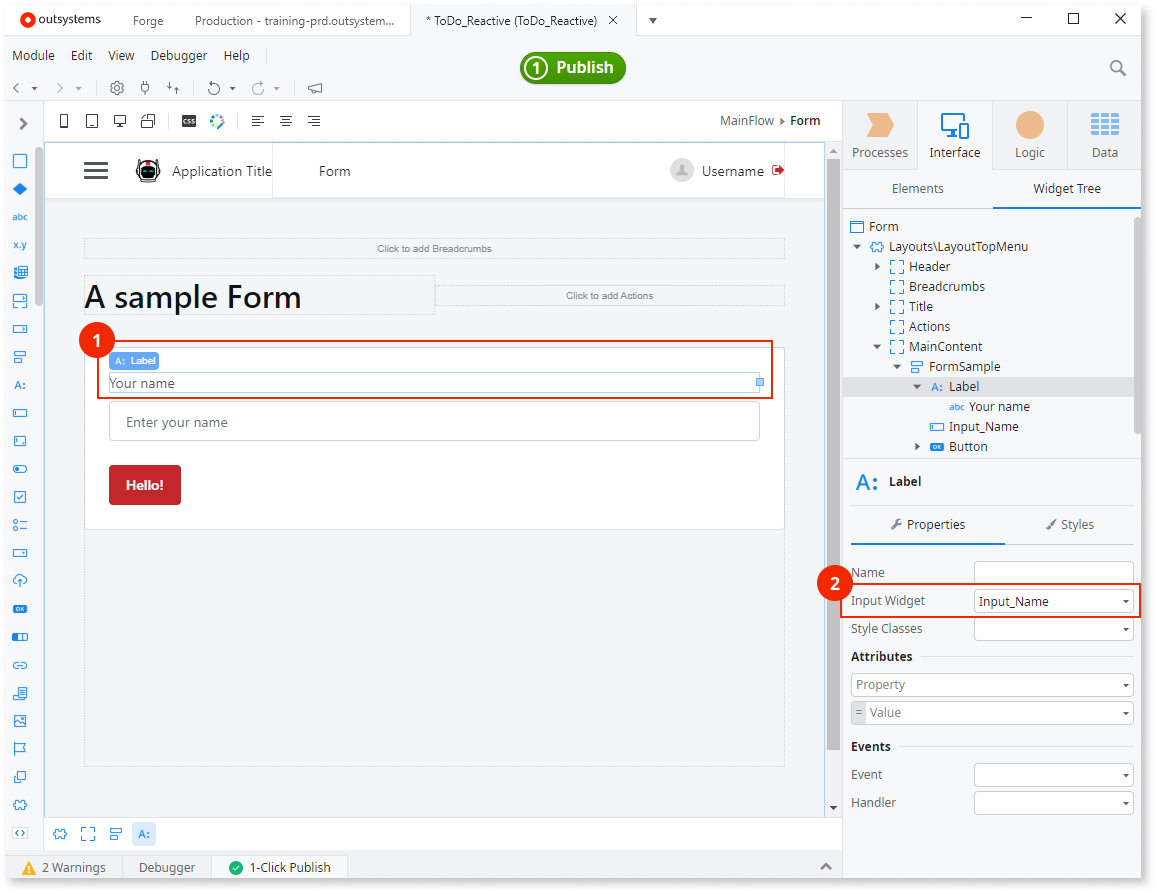 outsystems Forge Production - training-prd.outsystem... * ToDo_Reactive (ToDo_Reactive)
Module Edit View Debugger Help
1 Publish
css
MainFlow Form
Processes Interface Logic Data
Application Title Form Username
Elements Widget Tree
abc
x.y
A:
OK
Click to add Breadcrumbs
A sample Form
Click to add Actions
1
A: Label
Your name
Enter your name
Hello!
Form
Layouts\LayoutTopMenu
Header
Breadcrumbs
Title
Actions
MainContent
FormSample
A: Label
abc Your name
Input_Name
OK Button
A: Label
Properties Styles
Name
2
Input Widget Input_Name
Style Classes
Attributes
Property
= Value
Events
Event
Handler
A:
2 Warnings Debugger 1-Click Publish